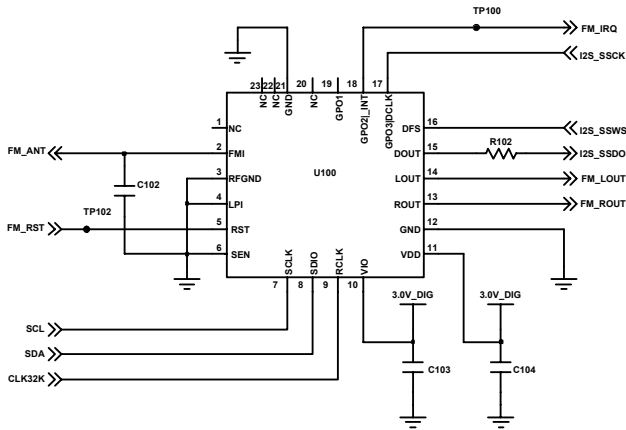 TP100
FM_IRQ
I2S_SSCK
23 22 21 20 19 18 17
NC NC GND NC GPO1 GPO2|_INT GPO3|DCLK
1 NC DFS 16 I2S_SSWS
R102
FM_ANT 2 FMI DOUT 15 I2S_SSDO
C102 3 RFGND U100 LOUT 14 FM_LOUT
4 LPI ROUT 13 FM_ROUT
TP102
FM_RST 5 RST GND 12
6 SEN VDD 11
SCLK SDIO RCLK VIO
7 8 9 10
3.0V_DIG 3.0V_DIG
SCL
SDA
C103 C104
CLK32K